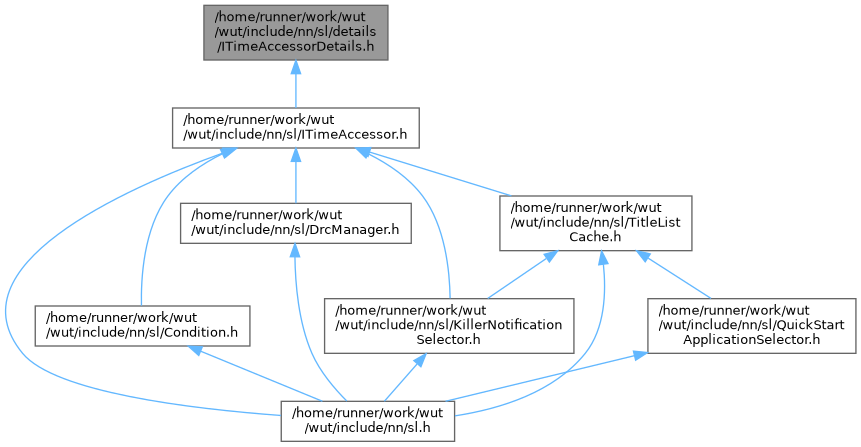 /home/runner/work/wut
/wut/include/nn/sl/details
/ITimeAccessorDetails.h
/home/runner/work/wut
/wut/include/nn/sl/ITimeAccessor.h
/home/runner/work/wut
/wut/include/nn/sl/DrcManager.h
/home/runner/work/wut
/wut/include/nn/sl/TitleList
Cache.h
/home/runner/work/wut
/wut/include/nn/sl/Condition.h
/home/runner/work/wut
/wut/include/nn/sl/KillerNotification
Selector.h
/home/runner/work/wut
/wut/include/nn/sl/QuickStart
ApplicationSelector.h
/home/runner/work/wut
/wut/include/nn/sl.h